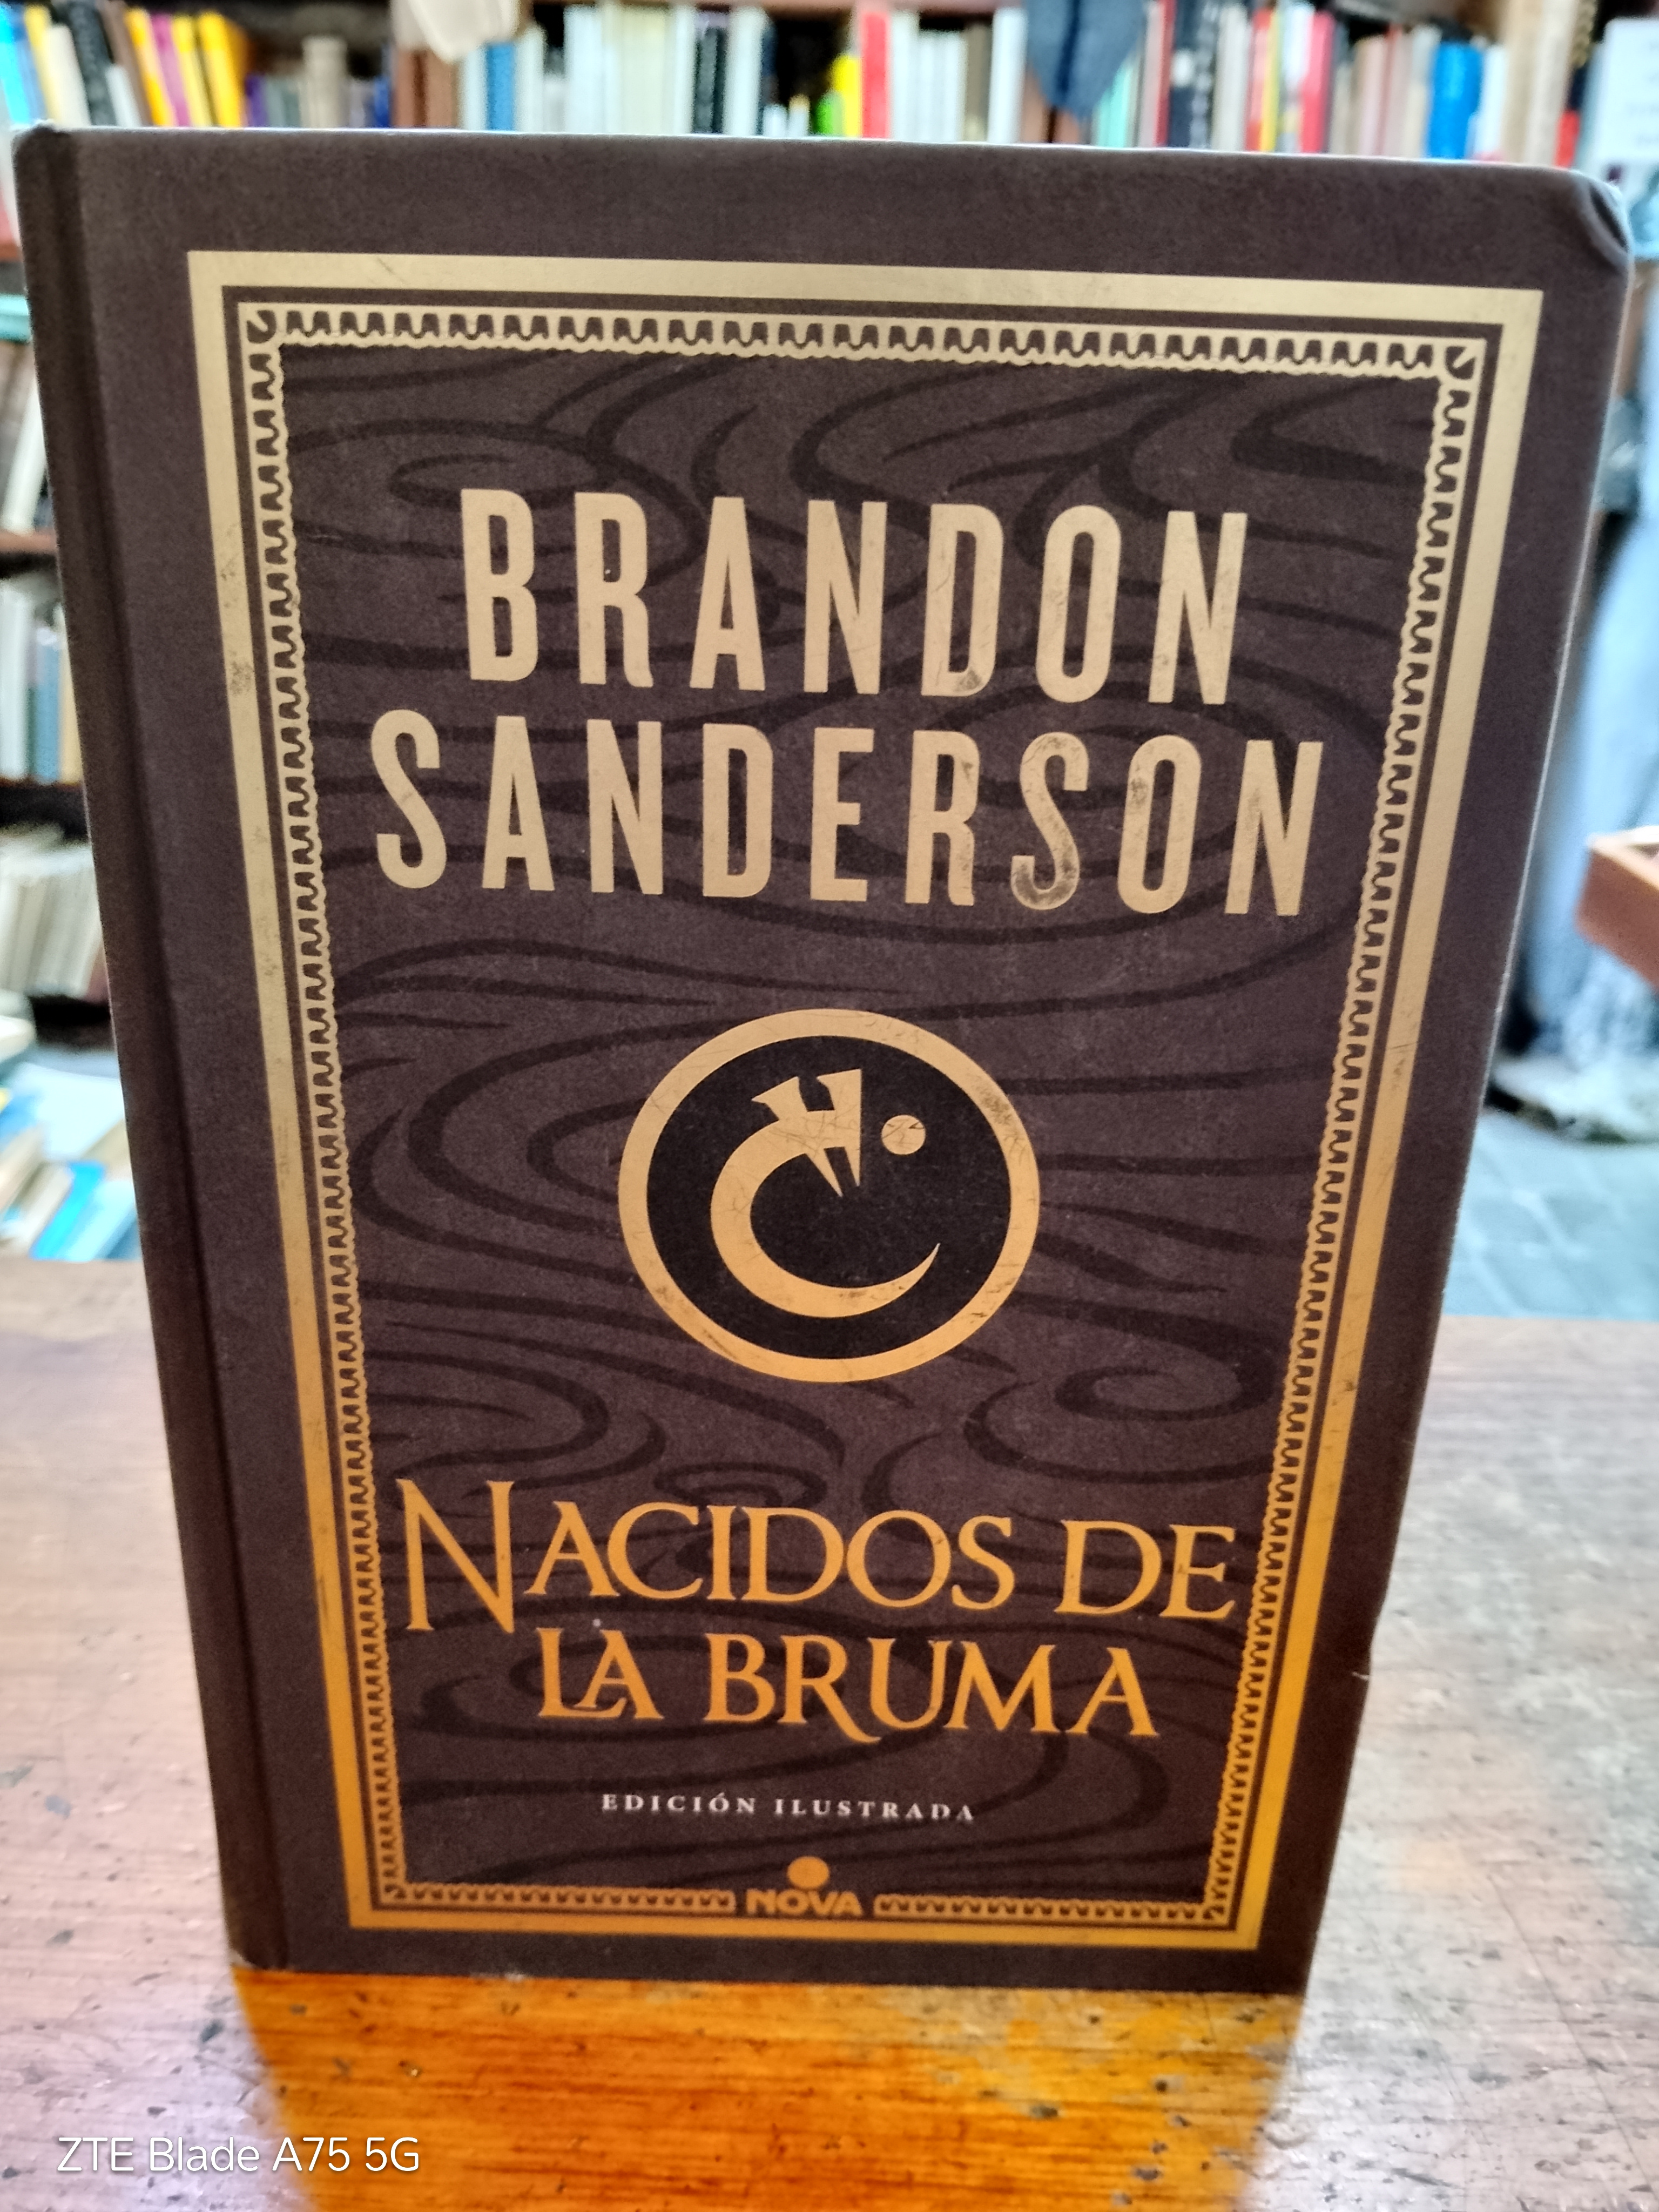 BRANDON
SANDERSON
NACIDOS DE
LA BRUMA
EDICIÓN ILUSTRADA
NOVA
ZTE Blade A75 5G